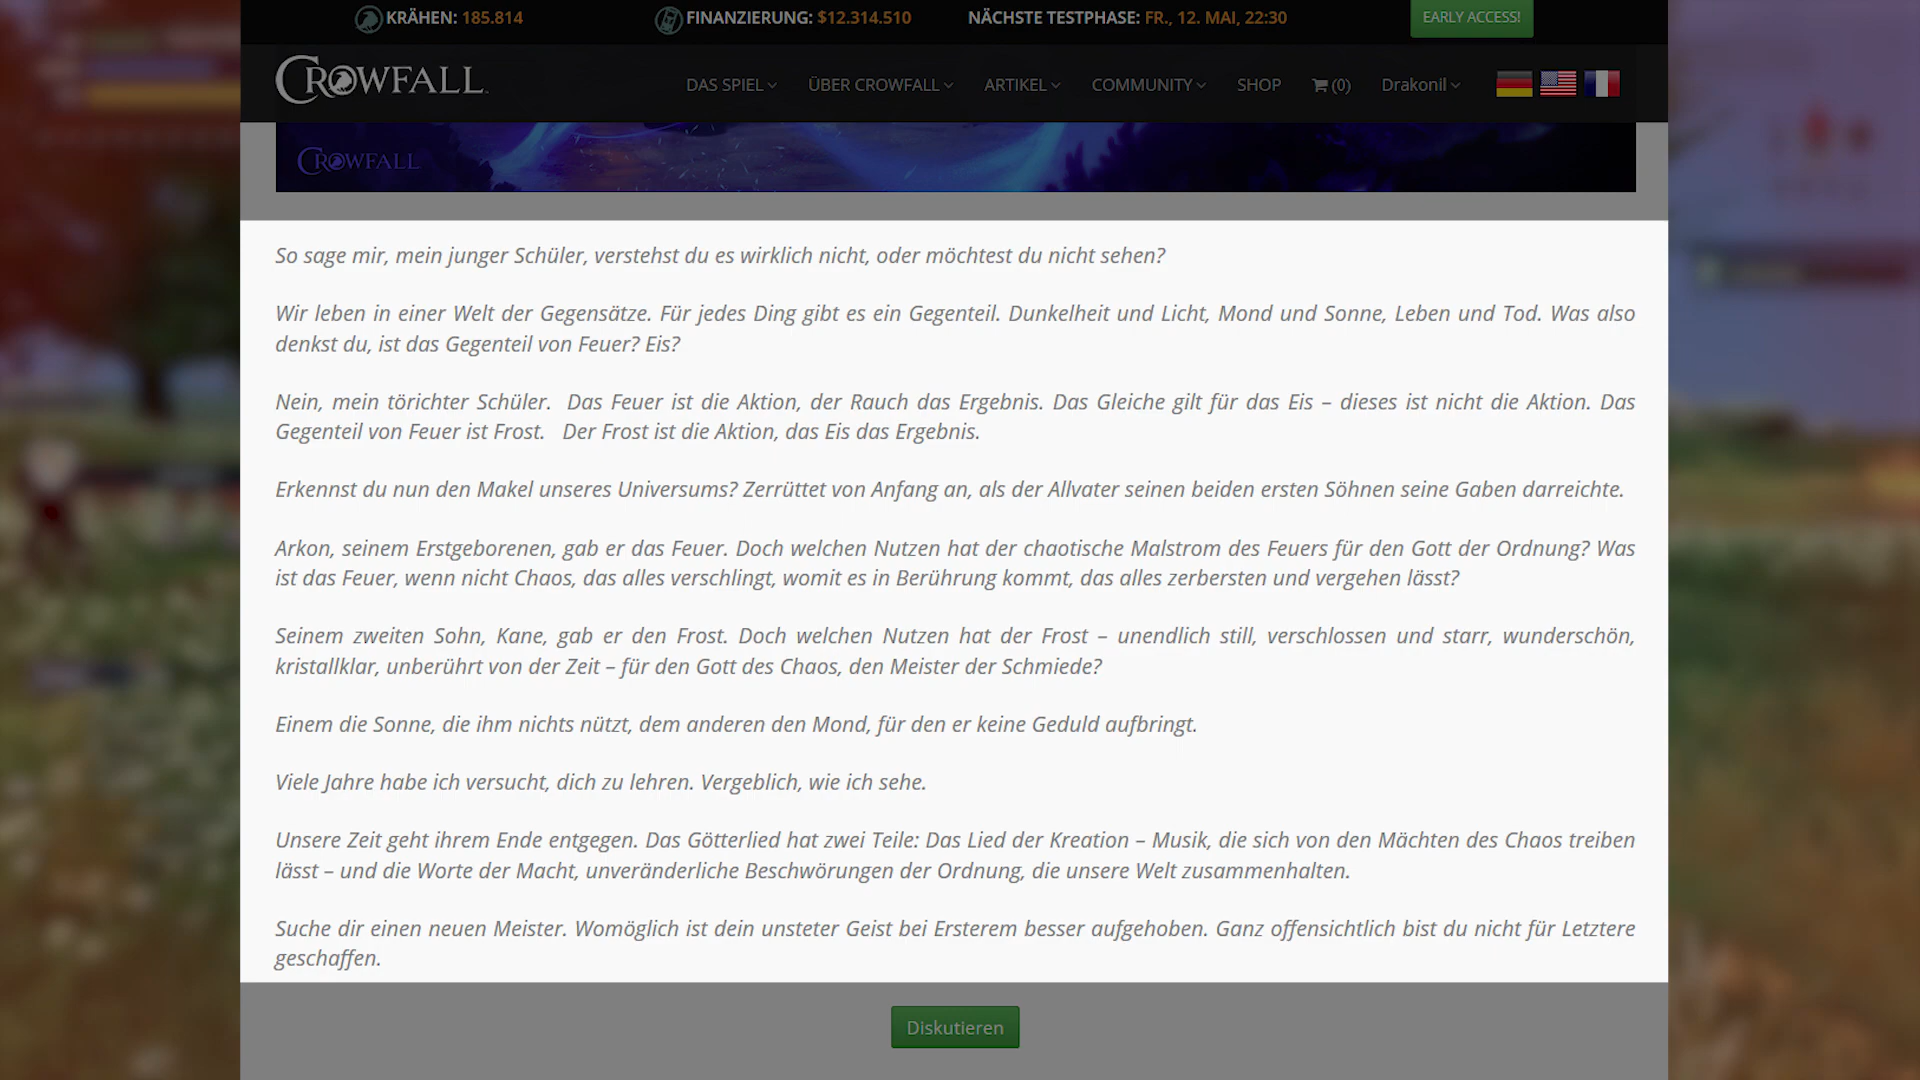 KRÄHEN: 185.814 FINANZIERUNG: $12.314.510 NÄCHSTE TESTPHASE: FR., 12. MAI, 22:30 EARLY ACCESS!
CROWFALL DAS SPIEL ÜBER CROWFALL ARTIKEL COMMUNITY SHOP (0) Drakonil
CROWFALL
So sage mir, mein junger Schüler, verstehst du es wirklich nicht, oder möchtest du nicht sehen?
Wir leben in einer Welt der Gegensätze. Für jedes Ding gibt es ein Gegenteil. Dunkelheit und Licht, Mond und Sonne, Leben und Tod. Was also
denkst du, ist das Gegenteil von Feuer? Eis?
Nein, mein törichter Schüler. Das Feuer ist die Aktion, der Rauch das Ergebnis. Das Gleiche gilt für das Eis – dieses ist nicht die Aktion. Das
Gegenteil von Feuer ist Frost. Der Frost ist die Aktion, das Eis das Ergebnis.
Erkennst du nun den Makel unseres Universums? Zerrüttet von Anfang an, als der Allvater seinen beiden ersten Söhnen seine Gaben darreichte.
Arkon, seinem Erstgeborenen, gab er das Feuer. Doch welchen Nutzen hat der chaotische Malstrom des Feuers für den Gott der Ordnung? Was
ist das Feuer, wenn nicht Chaos, das alles verschlingt, womit es in Berührung kommt, das alles zerbersten und vergehen lässt?
Seinem zweiten Sohn, Kane, gab er den Frost. Doch welchen Nutzen hat der Frost – unendlich still, verschlossen und starr, wunderschön,
kristallklar, unberührt von der Zeit – für den Gott des Chaos, den Meister der Schmiede?
Einem die Sonne, die ihm nichts nützt, dem anderen den Mond, für den er keine Geduld aufbringt.
Viele Jahre habe ich versucht, dich zu lehren. Vergeblich, wie ich sehe.
Unsere Zeit geht ihrem Ende entgegen. Das Götterlied hat zwei Teile: Das Lied der Kreation – Musik, die sich von den Mächten des Chaos treiben
lässt – und die Worte der Macht, unveränderliche Beschwörungen der Ordnung, die unsere Welt zusammenhalten.
Suche dir einen neuen Meister. Womöglich ist dein unsteter Geist bei Ersterem besser aufgehoben. Ganz offensichtlich bist du nicht für Letztere
geschaffen.
Diskutieren